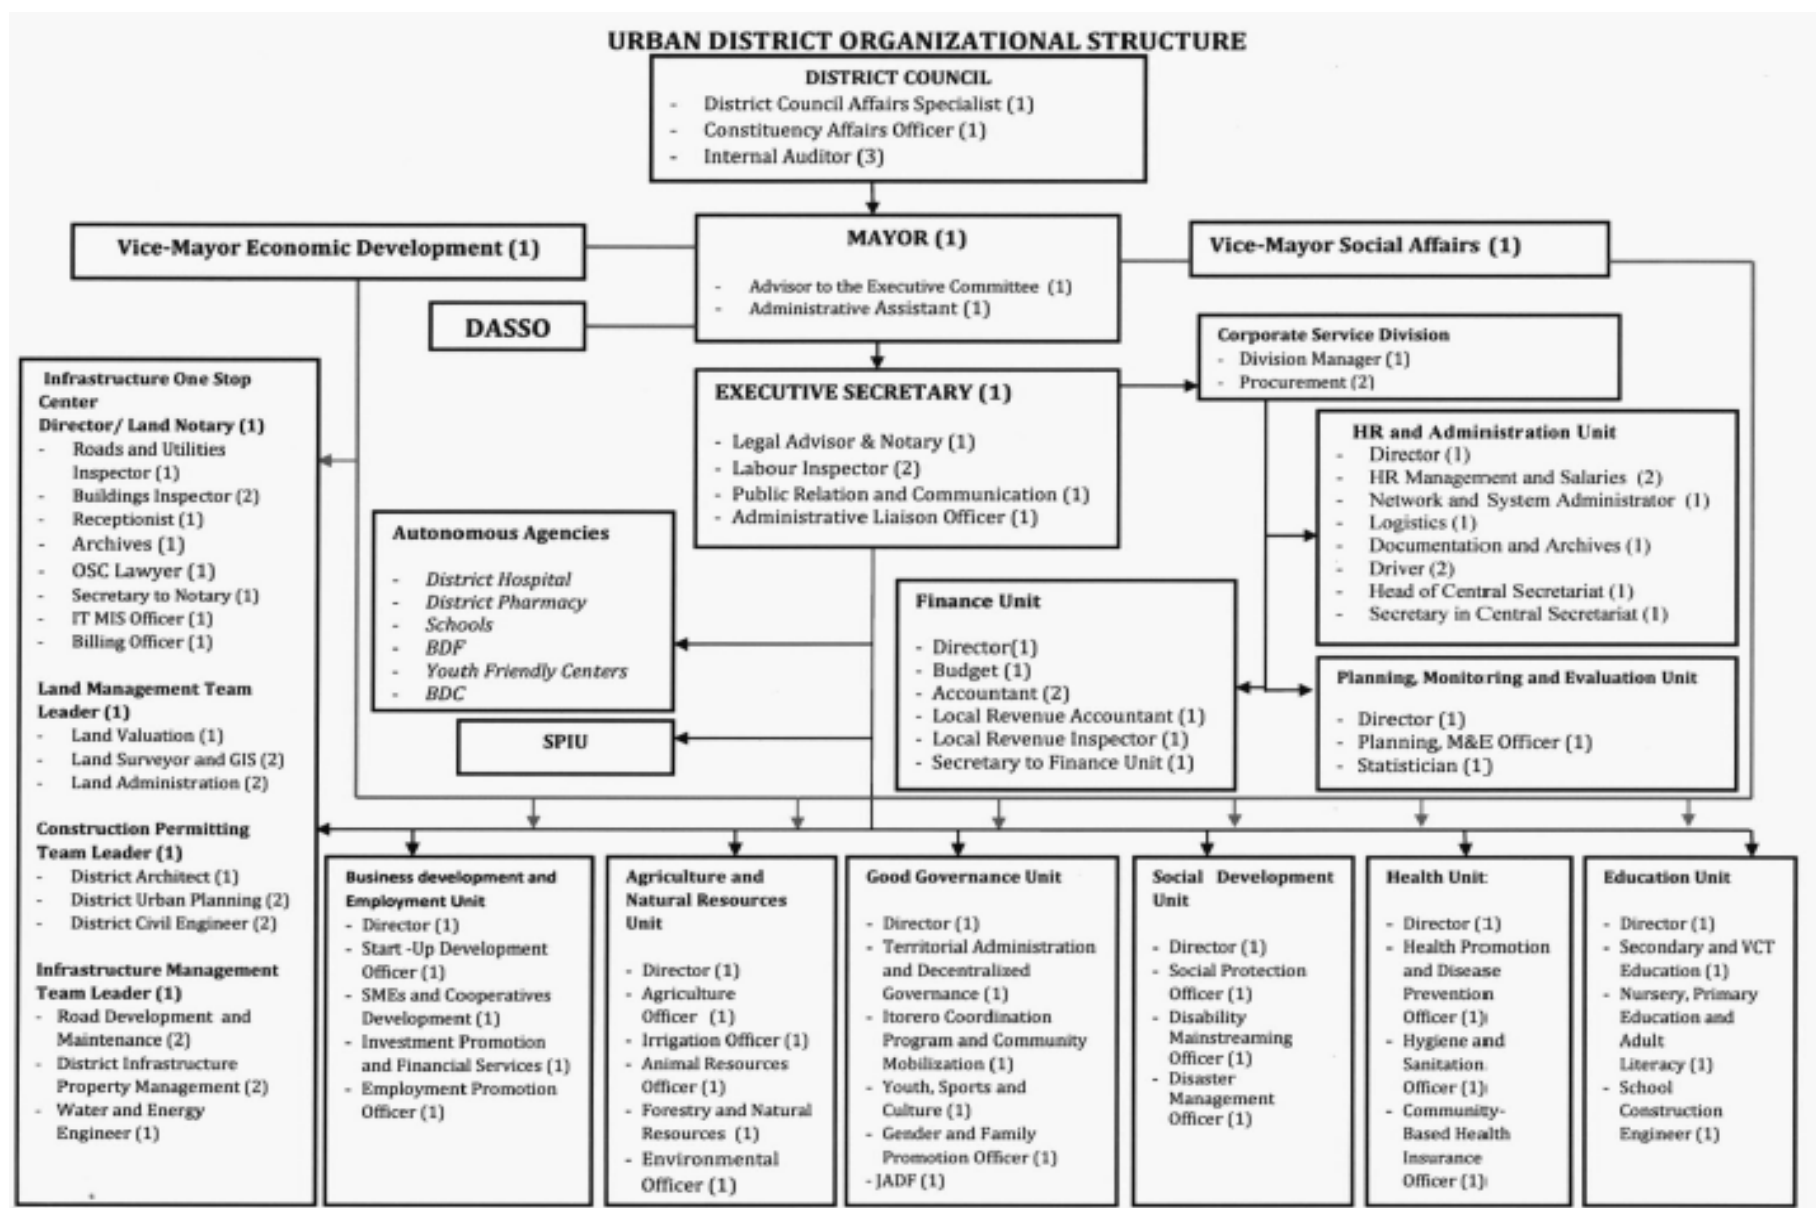 URBAN DISTRICT ORGANIZATIONAL STRUCTURE
DISTRICT COUNCIL
- District Council Affairs Specialist (1)
- Constituency Affairs Officer (1)
- Internal Auditor (3)
Vice-Mayor Economic Development (1)
MAYOR (1)
- Advisor to the Executive Committee (1)
- Administrative Assistant (1)
Vice-Mayor Social Affairs (1)
DASSO
Corporate Service Division
- Division Manager (1)
- Procurement (2)
EXECUTIVE SECRETARY (1)
- Legal Advisor & Notary (1)
- Labour Inspector (2)
- Public Relation and Communication (1)
- Administrative Liaison Officer (1)
HR and Administration Unit
- Director (1)
- HR Management and Salaries (2)
- Network and System Administrator (1)
- Logistics (1)
- Documentation and Archives (1)
- Driver (2)
- Head of Central Secretariat (1)
- Secretary in Central Secretariat (1)
Infrastructure One Stop
Center
Director/ Land Notary (1)
- Roads and Utilities
Inspector (1)
- Buildings Inspector (2)
- Receptionist (1)
- Archives (1)
- OSC Lawyer (1)
- Secretary to Notary (1)
- IT MIS Officer (1)
- Billing Officer (1)
Land Management Team
Leader (1)
- Land Valuation (1)
- Land Surveyor and GIS (2)
- Land Administration (2)
Construction Permitting
Team Leader (1)
- District Architect (1)
- District Urban Planning (2)
- District Civil Engineer (2)
Infrastructure Management
Team Leader (1)
- Road Development and
Maintenance (2)
- District Infrastructure
Property Management (2)
- Water and Energy
Engineer (1)
Autonomous Agencies
- District Hospital
- District Pharmacy
- Schools
- BDF
- Youth Friendly Centers
- BDC
SPIU
Finance Unit
- Director(1)
- Budget (1)
- Accountant (2)
- Local Revenue Accountant (1)
- Local Revenue Inspector (1)
- Secretary to Finance Unit (1)
Planning, Monitoring and Evaluation Unit
- Director (1)
- Planning, M&E Officer (1)
- Statistician (1)
Business development and
Employment Unit
- Director (1)
- Start -Up Development
Officer (1)
- SMEs and Cooperatives
Development (1)
- Investment Promotion
and Financial Services (1)
- Employment Promotion
Officer (1)
Agriculture and
Natural Resources
Unit
- Director (1)
- Agriculture
Officer (1)
- Irrigation Officer (1)
- Animal Resources
Officer (1)
- Forestry and Natural
Resources (1)
- Environmental
Officer (1)
Good Governance Unit
- Director (1)
- Territorial Administration
and Decentralized
Governance (1)
- Itorero Coordination
Program and Community
Mobilization (1)
- Youth, Sports and
Culture (1)
- Gender and Family
Promotion Officer (1)
- JADF (1)
Social Development
Unit
- Director (1)
- Social Protection
Officer (1)
- Disability
Mainstreaming
Officer (1)
- Disaster
Management
Officer (1)
Health Unit
- Director (1)
- Health Promotion
and Disease
Prevention
Officer (1)
- Hygiene and
Sanitation
Officer (1)
- Community-
Based Health
Insurance
Officer (1)
Education Unit
- Director (1)
- Secondary and VCT
Education (1)
- Nursery, Primary
Education and
Adult
Literacy (1)
- School
Construction
Engineer (1)